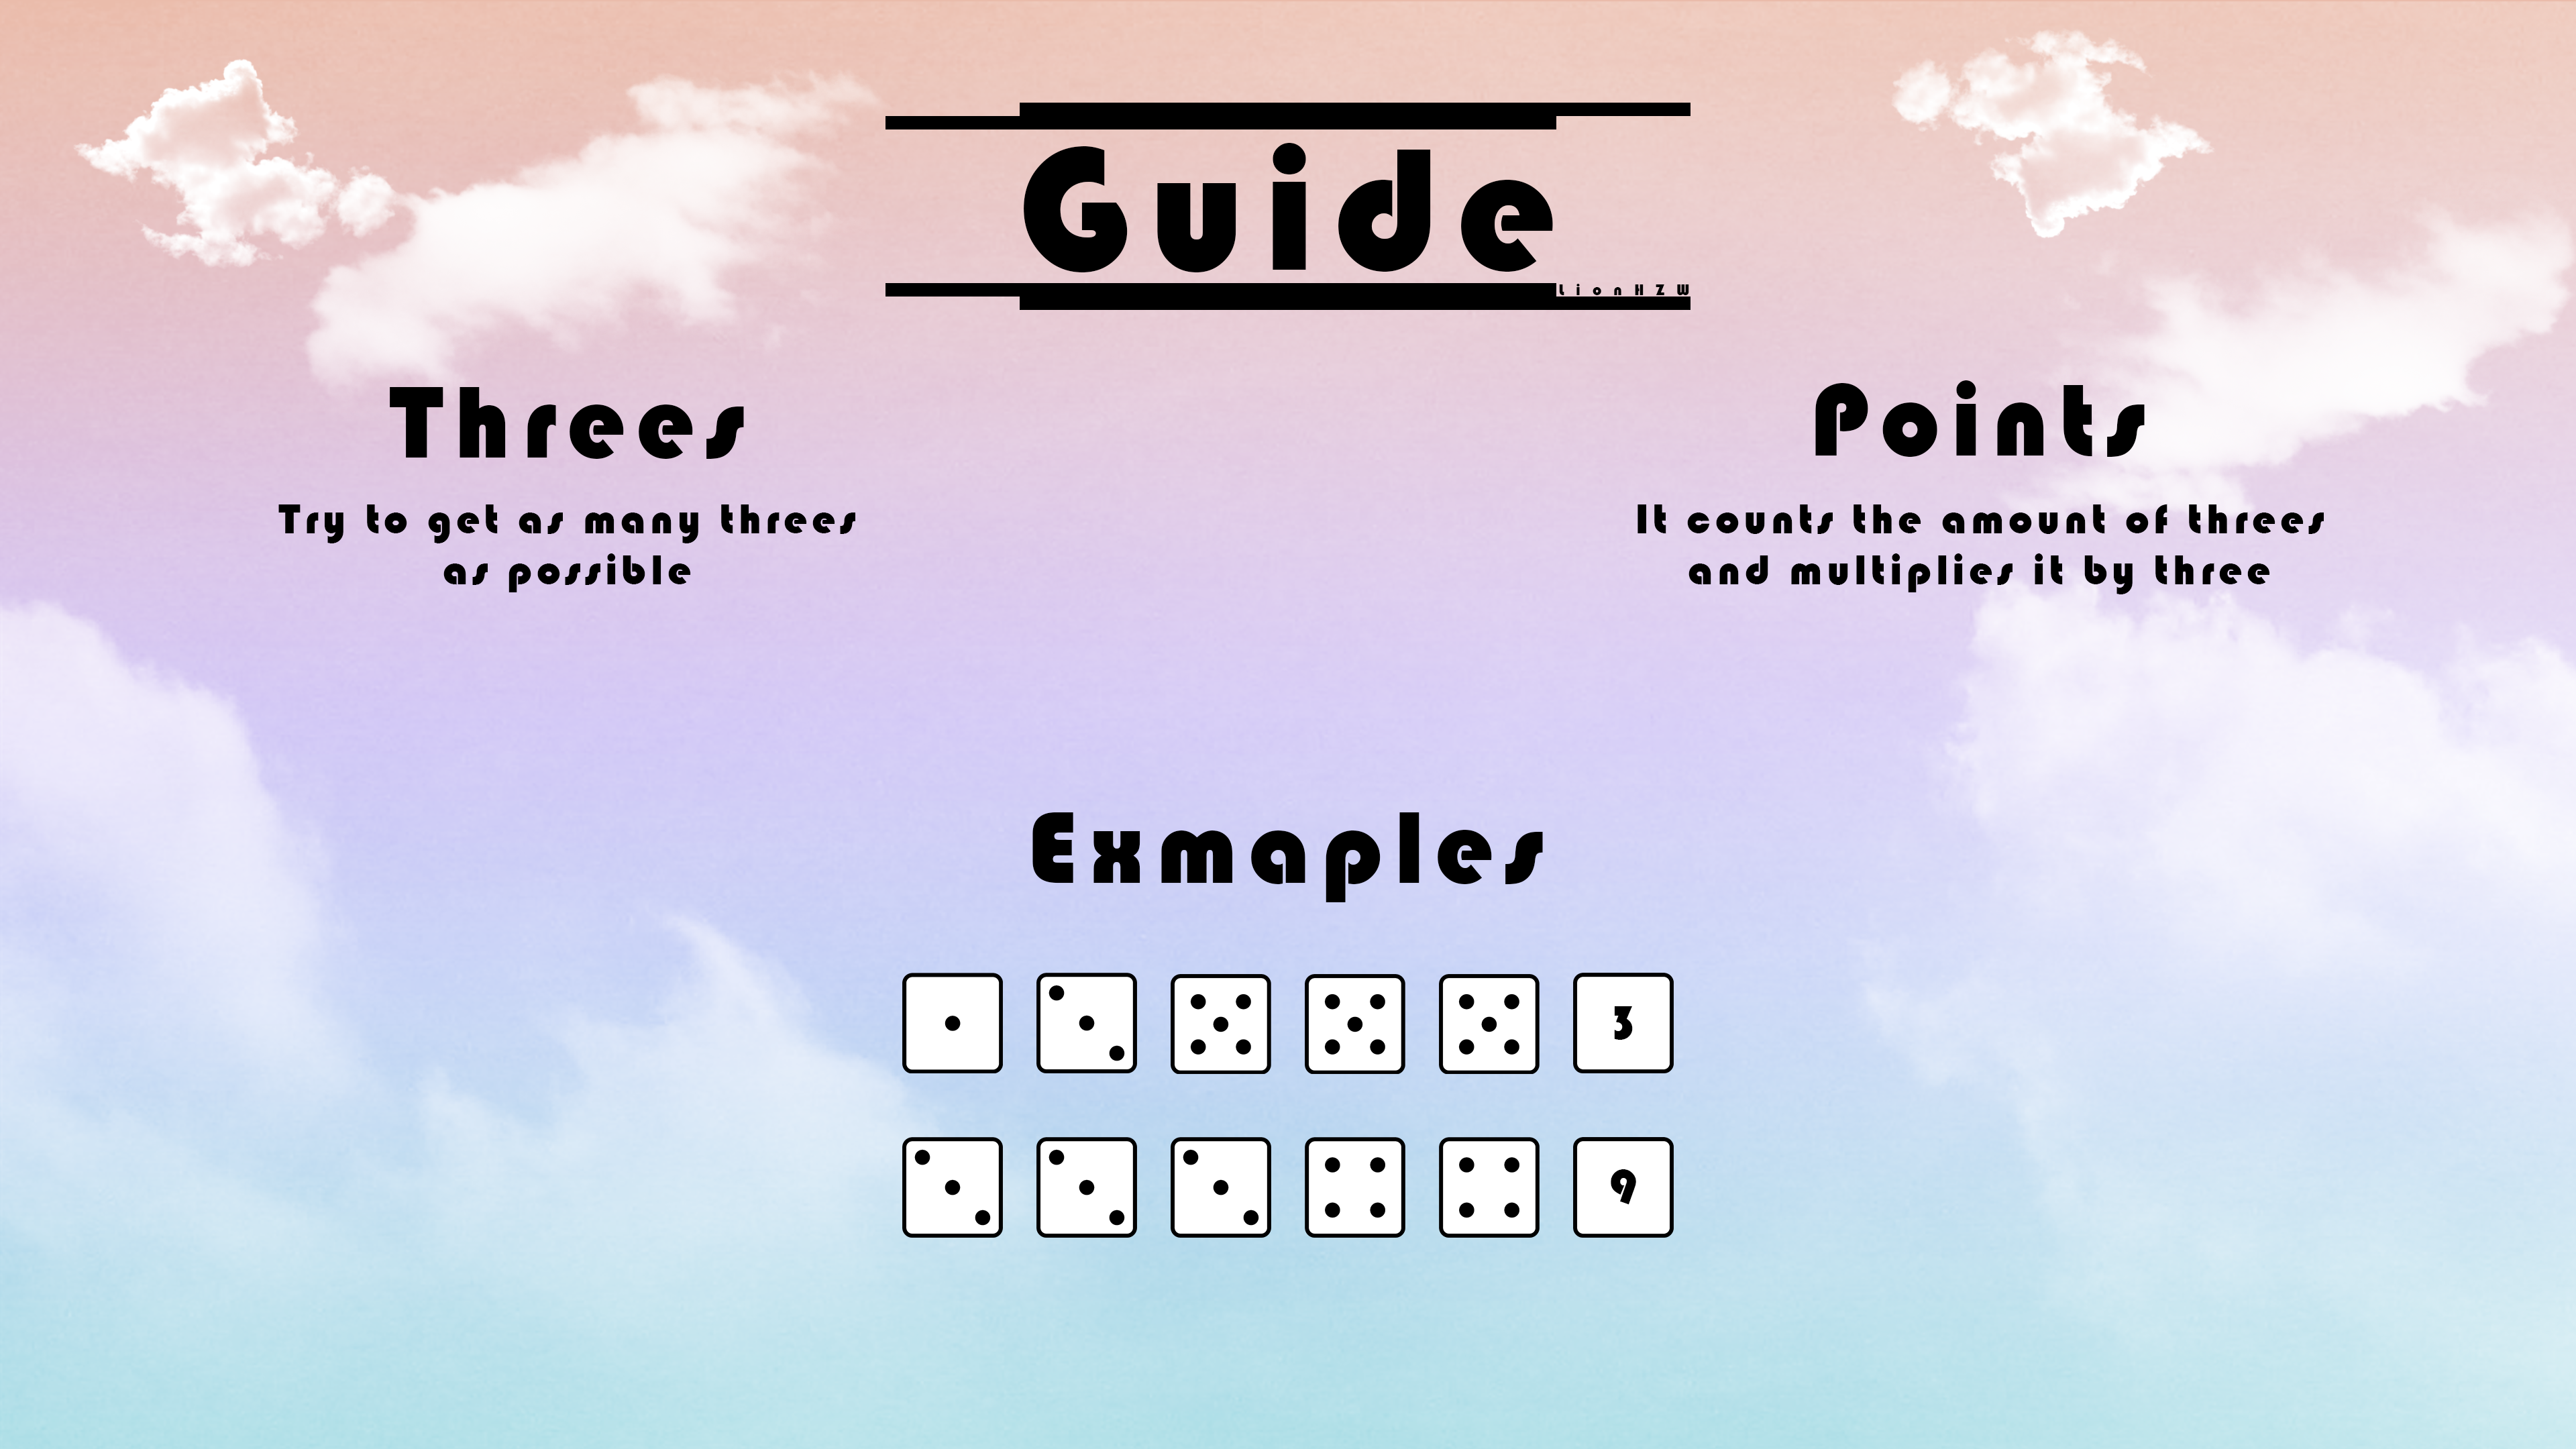 Guide
LionHZW
Threes
Try to get as many threes
as possible
Points
It counts the amount of threes
and multiplies it by three
Exmaples
3
9